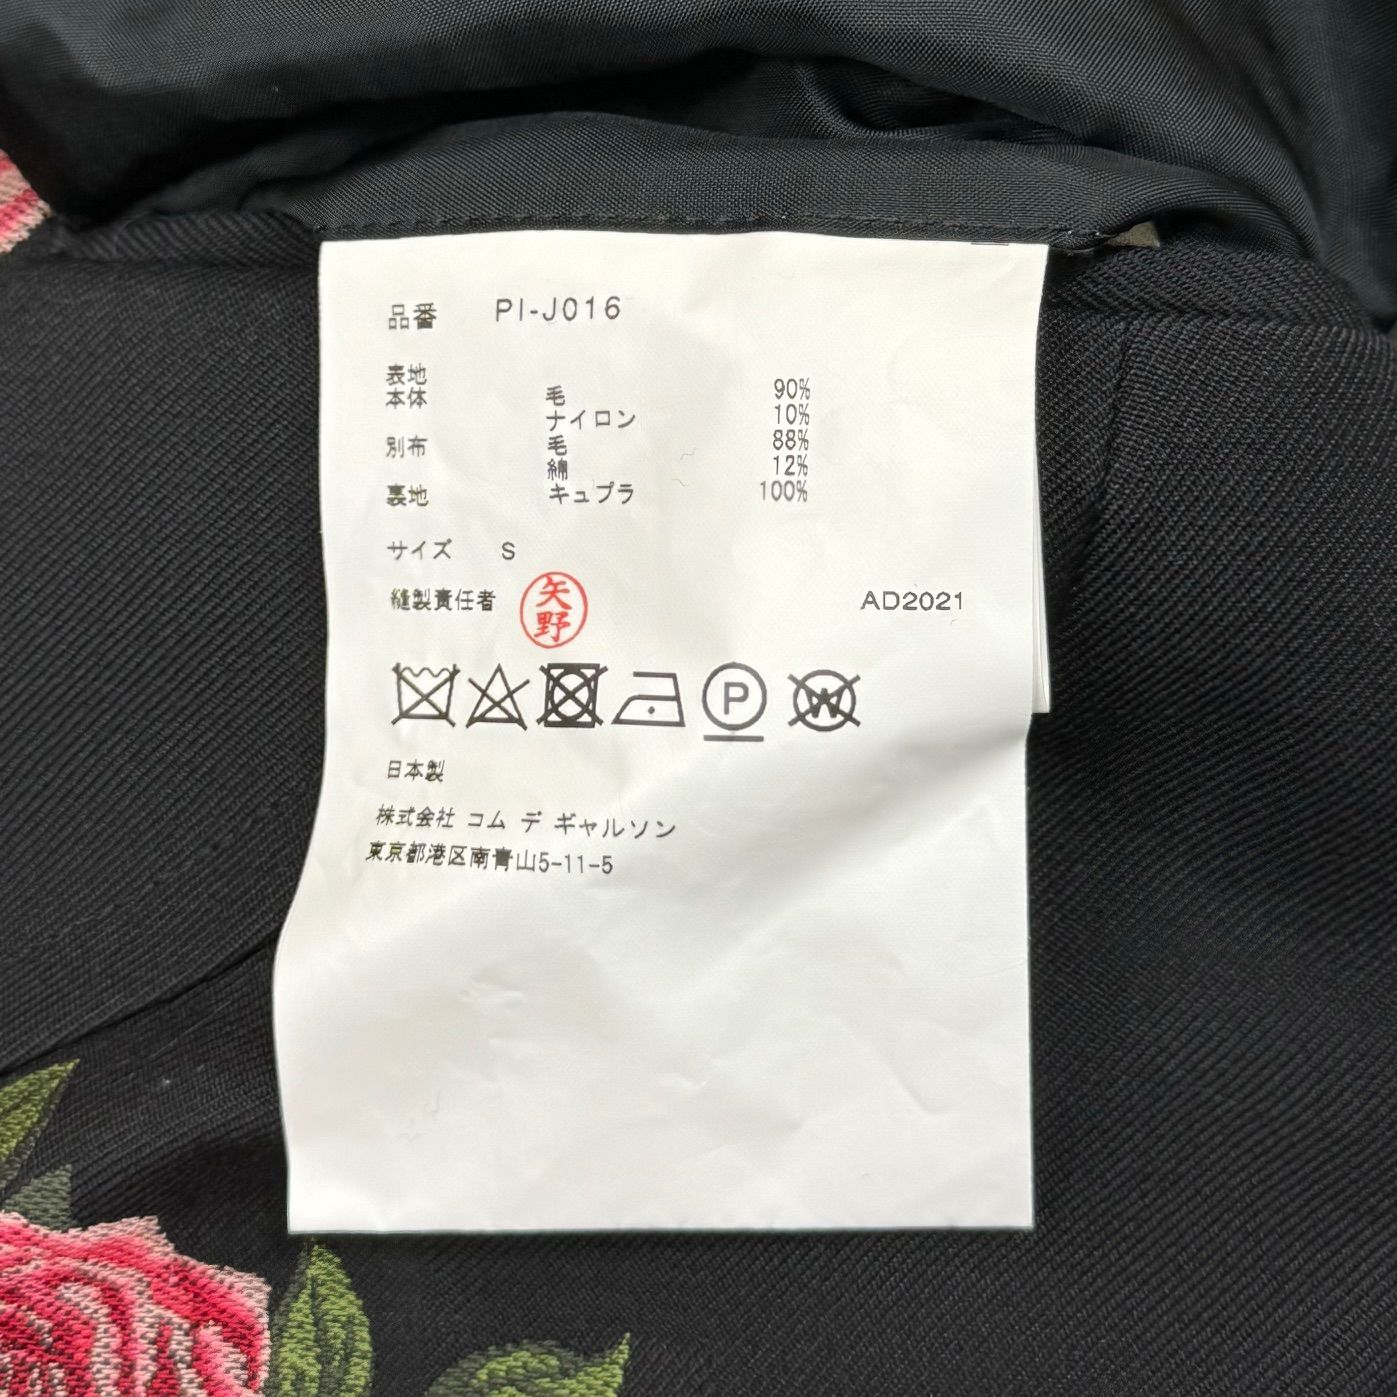 品番 PI-J016
表地
本体 毛 90%
ナイロン 10%
別布 毛 88%
綿 12%
裏地 キュプラ 100%
サイズ S
縫製責任者 矢野 AD2021
P W
日本製
株式会社 コム デ ギャルソン
東京都港区南青山5-11-5